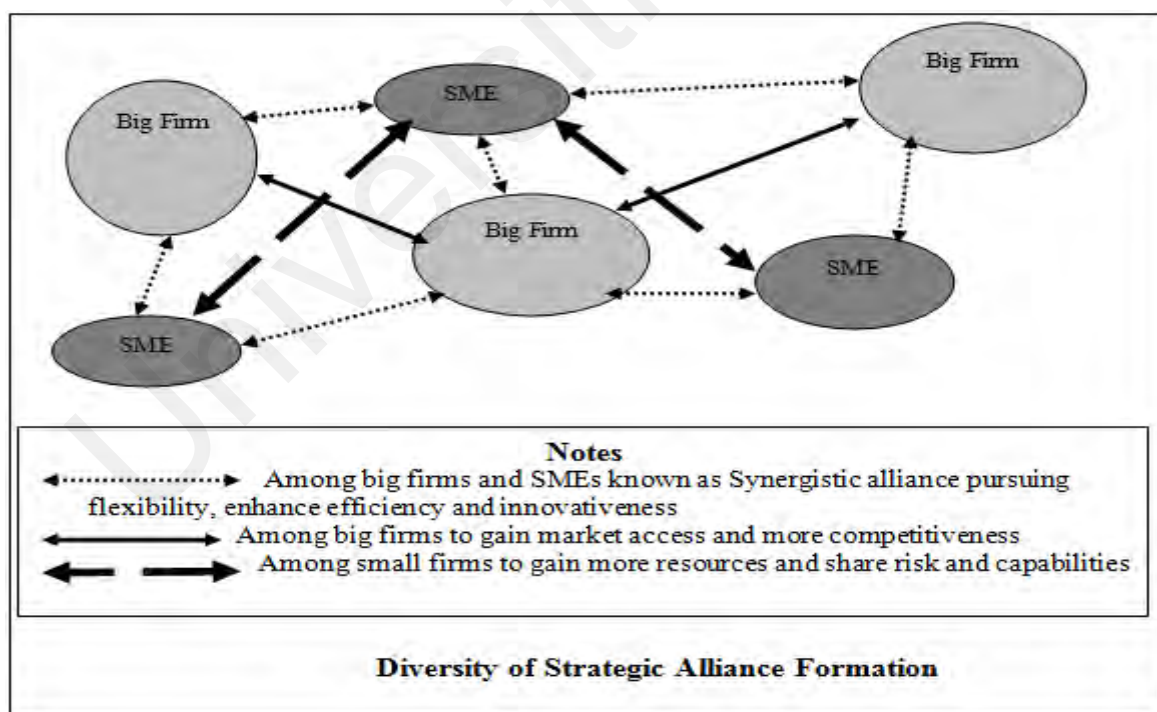 Big Firm
SME
Big Firm
Big Firm
SME
SME
Notes
Among big firms and SMEs known as Synergistic alliance pursuing
flexibility, enhance efficiency and innovativeness
Among big firms to gain market access and more competitiveness
Among small firms to gain more resources and share risk and capabilities
Diversity of Strategic Alliance Formation